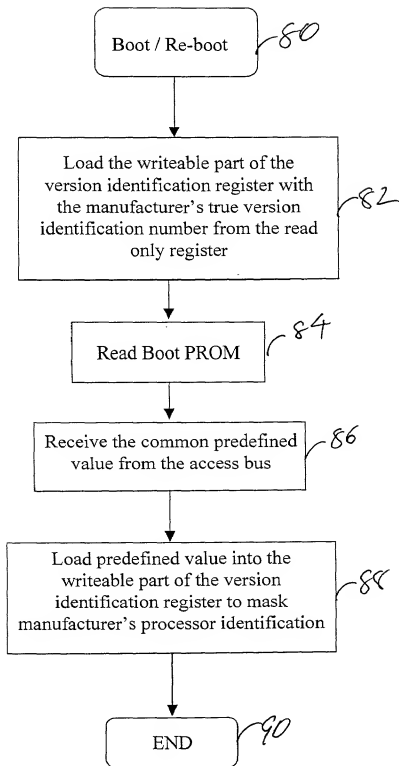 Boot / Re-boot
80
Load the writeable part of the
version identification register with
the manufacturer's true version
identification number from the read
only register
82
Read Boot PROM
84
Receive the common predefined
value from the access bus
86
Load predefined value into the
writeable part of the version
identification register to mask
manufacturer's processor identification
88
END
90